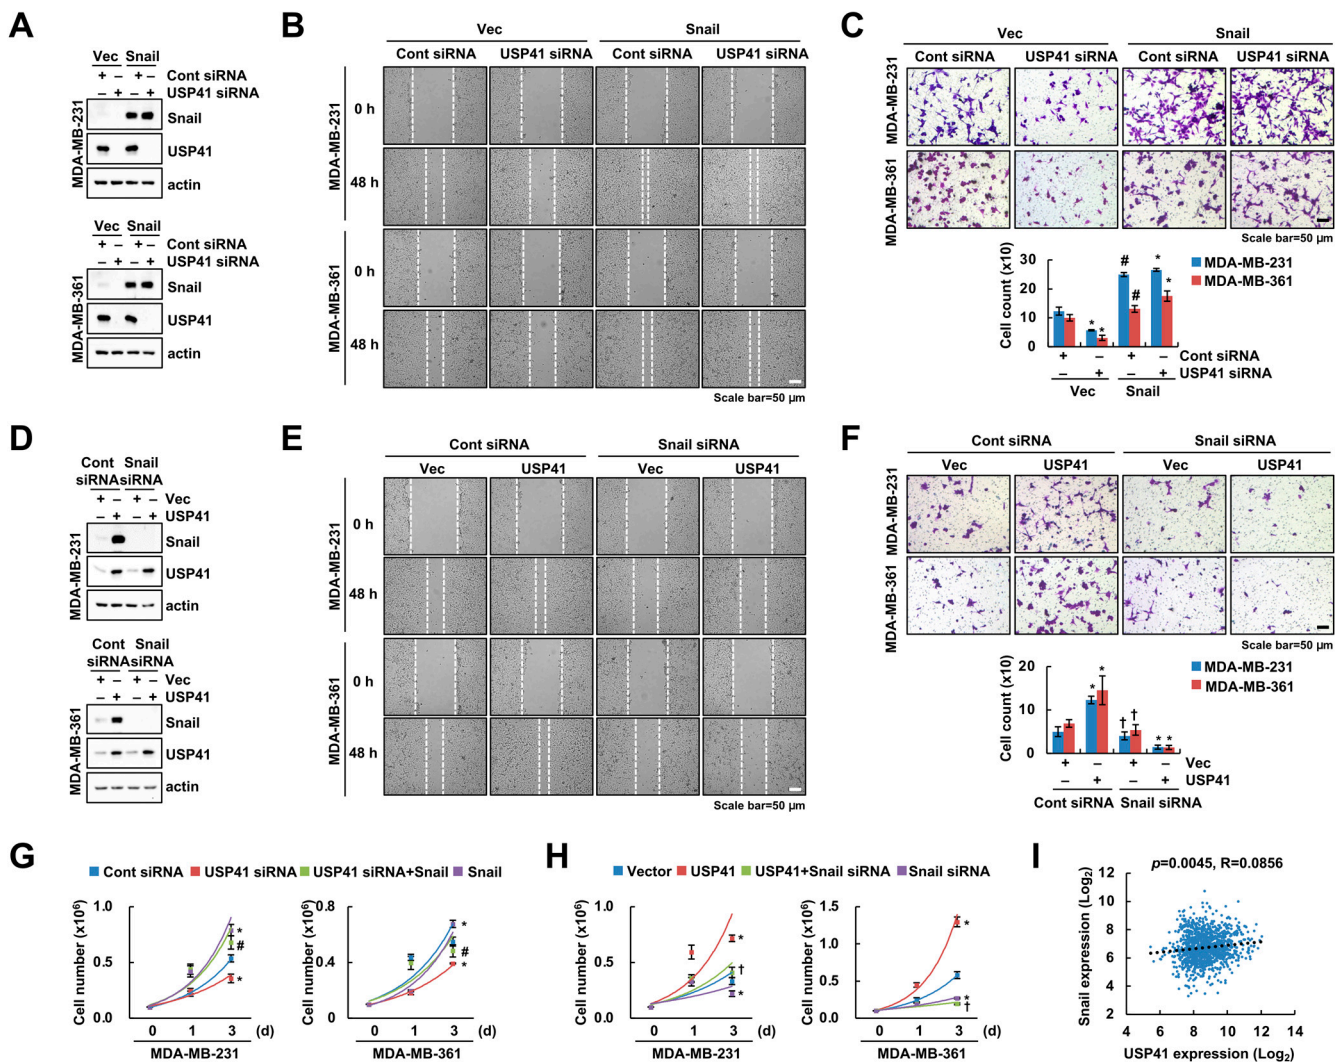 A
Vec Snail
+ – + – Cont siRNA
– + – + USP41 siRNA
MDA-MB-231
Snail
USP41
actin
Vec Snail
+ – + – Cont siRNA
– + – + USP41 siRNA
MDA-MB-361
Snail
USP41
actin
B
Vec Snail
Cont siRNA USP41 siRNA Cont siRNA USP41 siRNA
MDA-MB-231
0 h
48 h
MDA-MB-361
0 h
48 h
Scale bar=50 µm
C
Vec Snail
Cont siRNA USP41 siRNA Cont siRNA USP41 siRNA
MDA-MB-231
MDA-MB-361
Scale bar=50 µm
Cell count (x10)
30
20
10
0
* * # # * *
MDA-MB-231
MDA-MB-361
+ – + – Cont siRNA
– + – + USP41 siRNA
Vec Snail
D
Cont Snail
siRNA siRNA
+ – + – Vec
– + – + USP41
MDA-MB-231
Snail
USP41
actin
Cont Snail
siRNA siRNA
+ – + – Vec
– + – + USP41
MDA-MB-361
Snail
USP41
actin
E
Cont siRNA Snail siRNA
Vec USP41 Vec USP41
MDA-MB-231
0 h
48 h
MDA-MB-361
0 h
48 h
Scale bar=50 µm
F
Cont siRNA Snail siRNA
Vec USP41 Vec USP41
MDA-MB-231
MDA-MB-361
Scale bar=50 µm
Cell count (x10)
20
10
0
* * † † * *
MDA-MB-231
MDA-MB-361
+ – + – Vec
– + – + USP41
Cont siRNA Snail siRNA
G
Cont siRNA USP41 siRNA USP41 siRNA+Snail Snail
Cell number (x10⁶)
1.0
0.5
0.0
*
#
*
0 1 3 (d)
MDA-MB-231
Cell number (x10⁶)
0.8
0.4
0
*
#
*
0 1 3 (d)
MDA-MB-361
H
Vector USP41 USP41+Snail siRNA Snail siRNA
Cell number (x10⁶)
1.0
0.5
0.0
*
†
*
0 1 3 (d)
MDA-MB-231
Cell number (x10⁶)
1.5
1.0
0.5
0.0
*
*
†
0 1 3 (d)
MDA-MB-361
I
p=0.0045, R=0.0856
Snail expression (Log₂)
12
10
8
6
4
2
4 6 8 10 12 14
USP41 expression (Log₂)